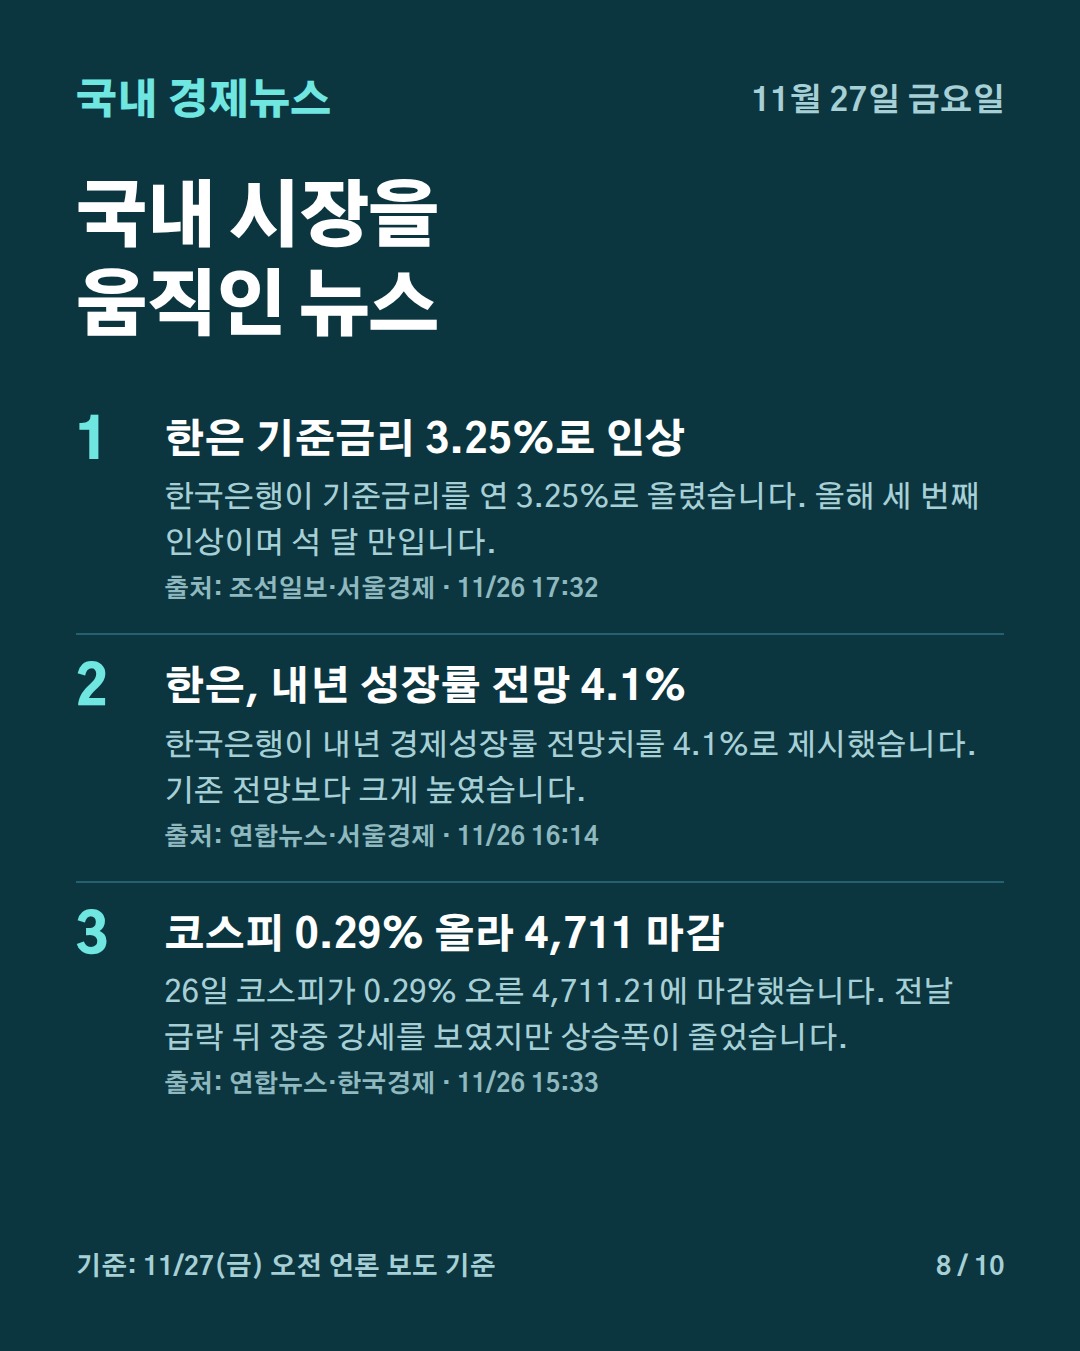 국내 경제뉴스
11월 27일 금요일
국내 시장을
움직인 뉴스
1
한은 기준금리 3.25%로 인상
한국은행이 기준금리를 연 3.25%로 올렸습니다. 올해 세 번째
인상이며 석 달 만입니다.
출처: 조선일보·서울경제 · 11/26 17:32
2
한은, 내년 성장률 전망 4.1%
한국은행이 내년 경제성장률 전망치를 4.1%로 제시했습니다.
기존 전망보다 크게 높였습니다.
출처: 연합뉴스·서울경제 · 11/26 16:14
3
코스피 0.29% 올라 4,711 마감
26일 코스피가 0.29% 오른 4,711.21에 마감했습니다. 전날
급락 뒤 장중 강세를 보였지만 상승폭이 줄었습니다.
출처: 연합뉴스·한국경제 · 11/26 15:33
기준: 11/27(금) 오전 언론 보도 기준
8 / 10